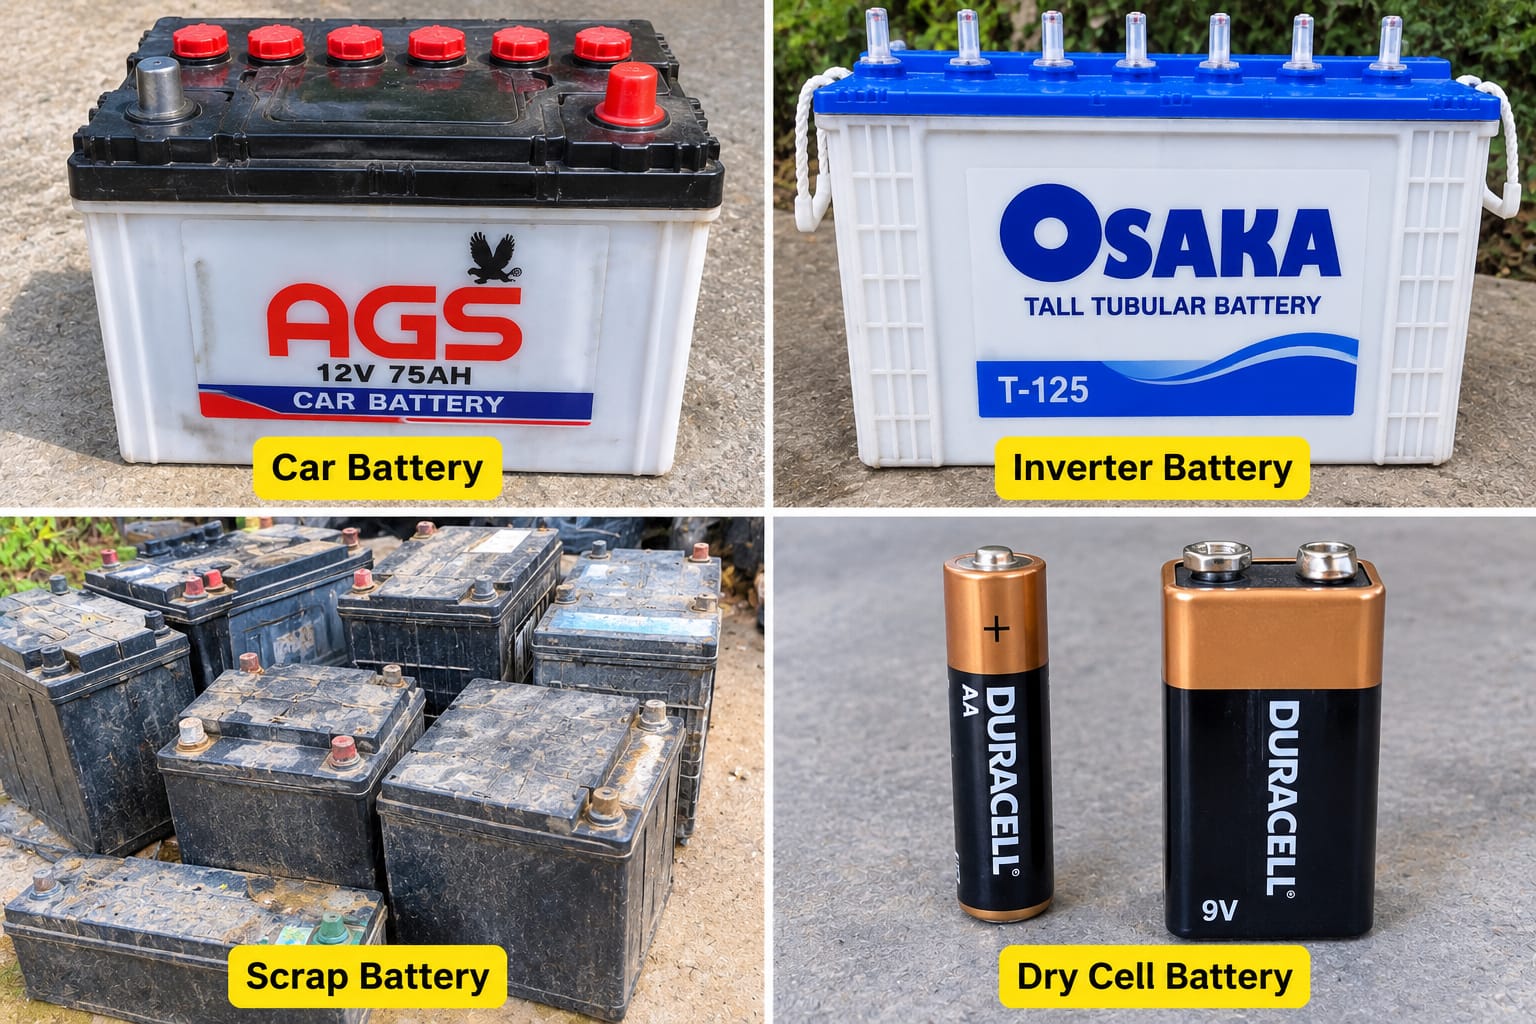 AGS
12V 75AH
CAR BATTERY
Car Battery
OSAKA
TALL TUBULAR BATTERY
T-125
Inverter Battery
Scrap Battery
+
AA
DURACELL®
DURACELL®
9V
Dry Cell Battery